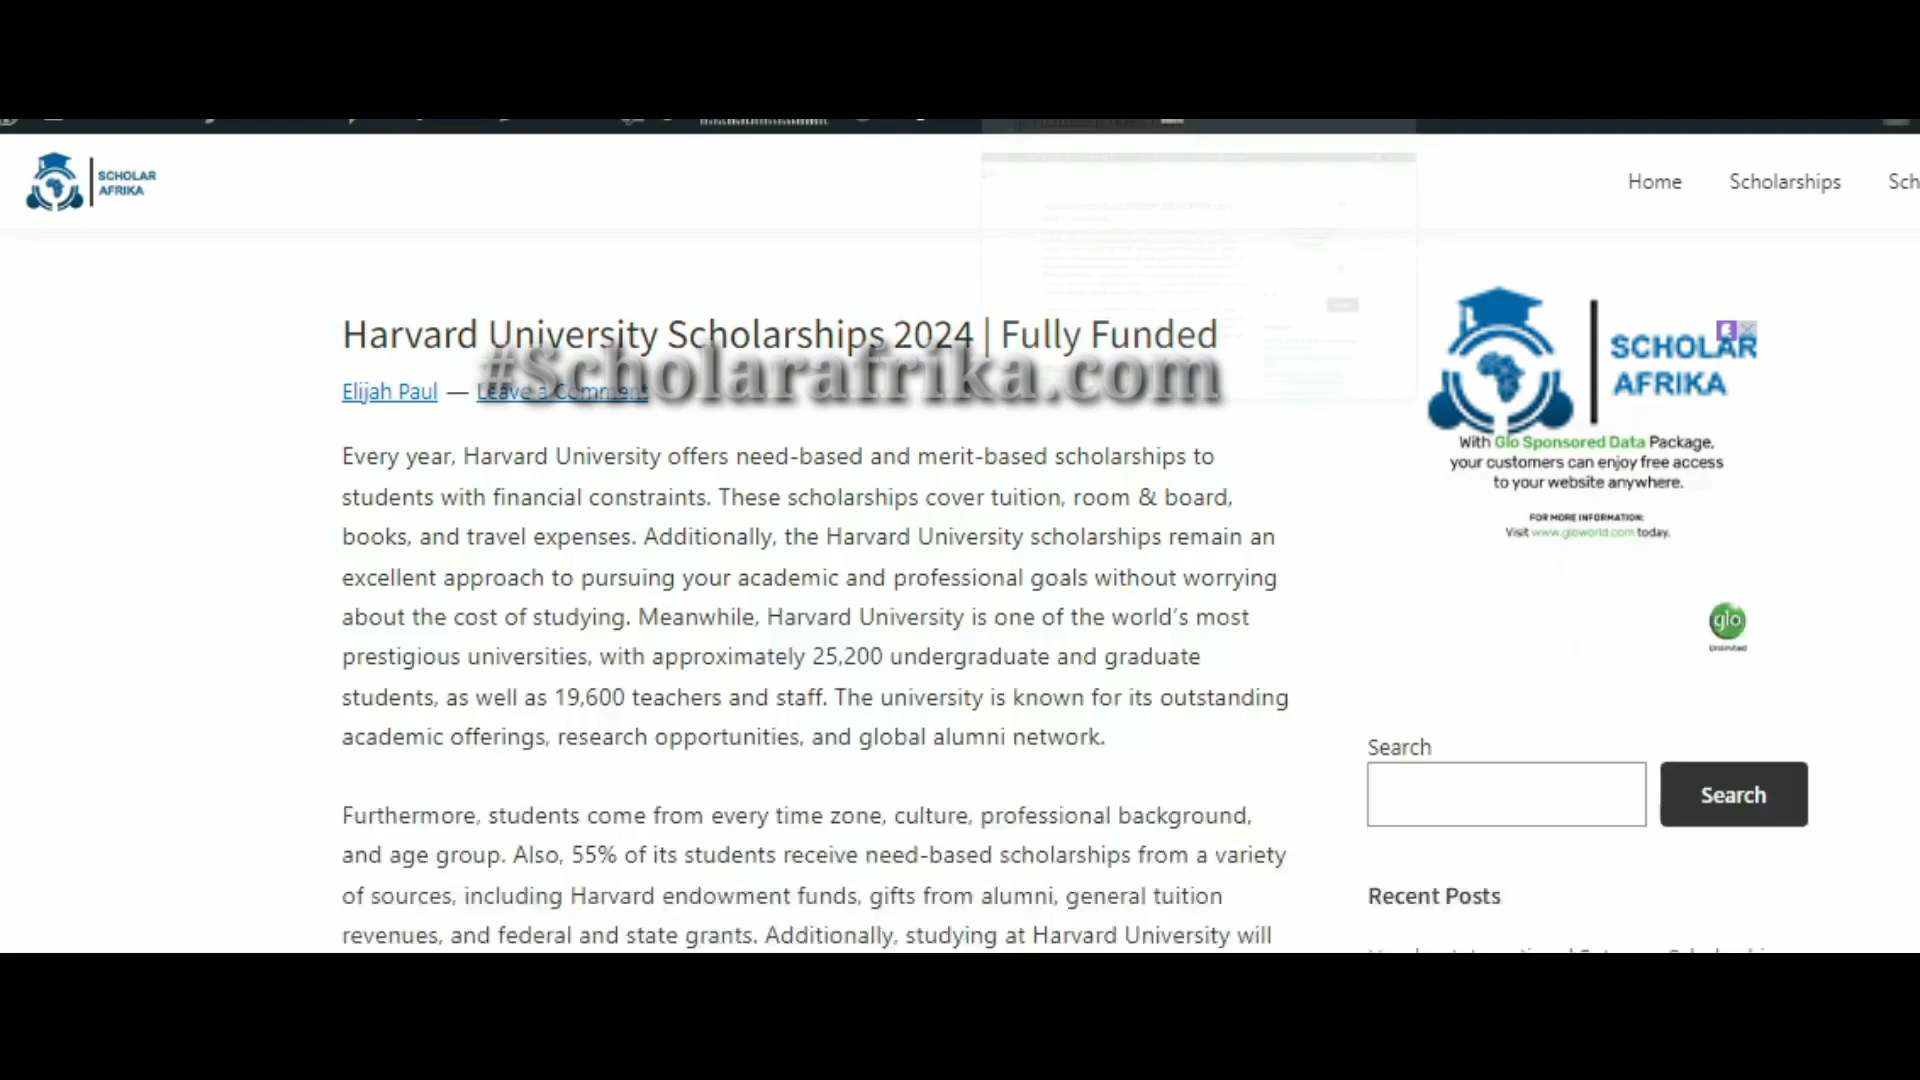 SCHOLAR
AFRIKA
Home
Scholarships
Sch
Harvard University Scholarships 2024 | Fully Funded
#Scholarafrika.com
Elijah Paul — Leave a Comment
Every year, Harvard University offers need-based and merit-based scholarships to
students with financial constraints. These scholarships cover tuition, room & board,
books, and travel expenses. Additionally, the Harvard University scholarships remain an
excellent approach to pursuing your academic and professional goals without worrying
about the cost of studying. Meanwhile, Harvard University is one of the world’s most
prestigious universities, with approximately 25,200 undergraduate and graduate
students, as well as 19,600 teachers and staff. The university is known for its outstanding
academic offerings, research opportunities, and global alumni network.
Furthermore, students come from every time zone, culture, professional background,
and age group. Also, 55% of its students receive need-based scholarships from a variety
of sources, including Harvard endowment funds, gifts from alumni, general tuition
revenues, and federal and state grants. Additionally, studying at Harvard University will
SCHOLAR
AFRIKA
With Glo Sponsored Data Package,
your customers can enjoy free access
to your website anywhere.
FOR MORE INFORMATION:
Visit www.gloworld.com today.
glo
Unlimited
Search
Search
Recent Posts